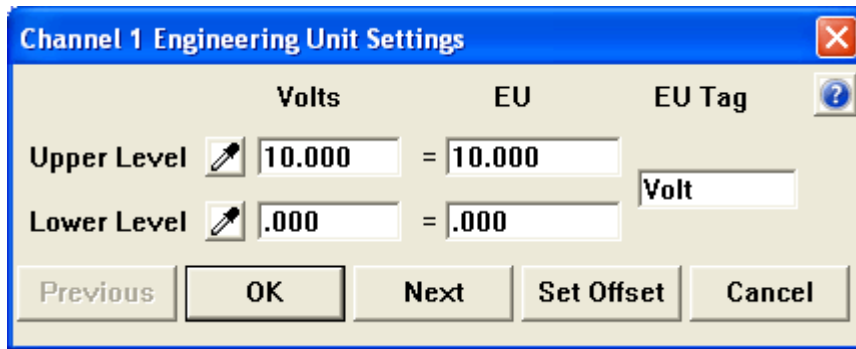 Channel 1 Engineering Unit Settings
Volts EU EU Tag
Upper Level 10.000 = 10.000
Volt
Lower Level .000 = .000
Previous OK Next Set Offset Cancel